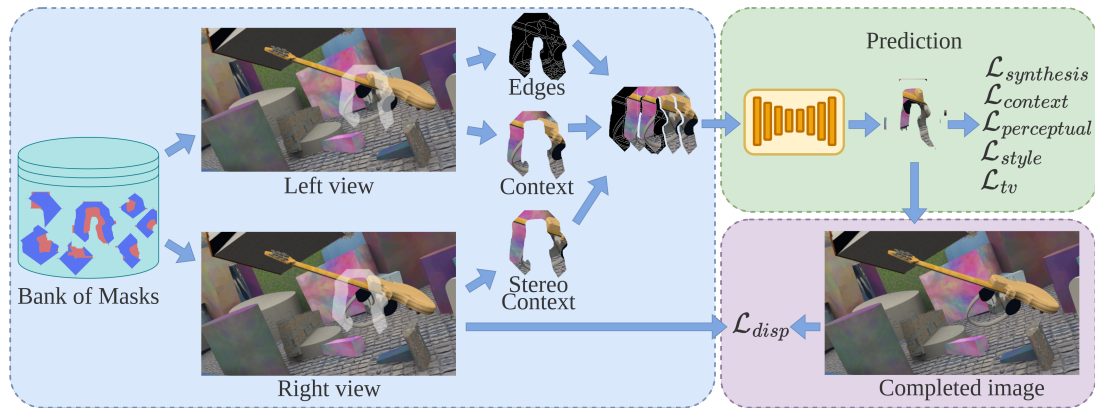 Bank of Masks
Left view
Right view
Edges
Context
Stereo
Context
Prediction
ℒsynthesis
ℒcontext
ℒperceptual
ℒstyle
ℒtv
ℒdisp
Completed image